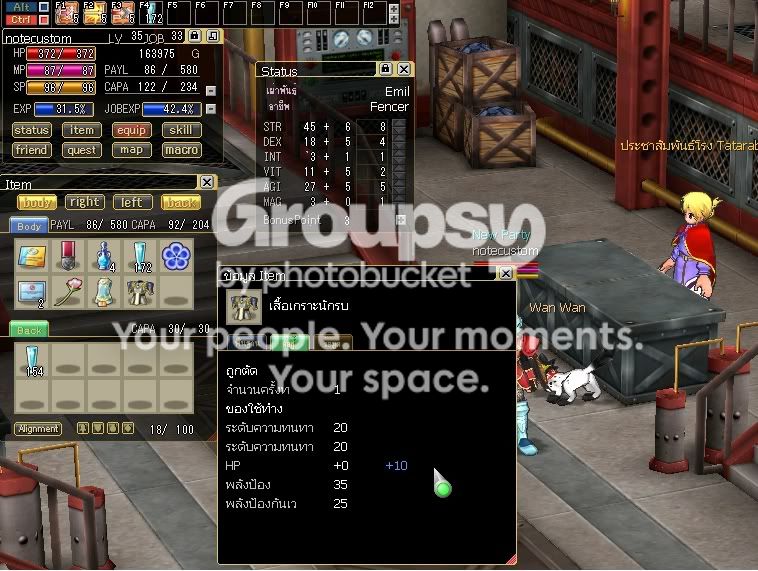 Alt F1 F2 F3 F4 F5 F6 F7 F8 F9 F10 F11 F12
Ctrl 5 5 5 172
notecustom LV 35 JOB 33
HP 372/ 372 163975 G
MP 87/ 87 PAYL 86 / 580
SP 96/ 96 CAPA 122 / 234
EXP 31.5% JOBEXP 42.4%
status item equip skill
friend quest map macro
Status
เผ่าพันธุ์ Emil
อาชีพ Fencer
STR 45 + 6 8
DEX 18 + 5 4
INT 3 + 1 1
VIT 11 + 5 2
AGI 27 + 5 5
MAG 3 + 0 1
BonusPoint 3
Item
body right left back
Body PAYL 86/ 580 CAPA 92/ 204
4 172
2
Back CAPA 30/ 30
154
Alignment 18/ 100
ประชาสัมพันธ์โรง Tatarab
New Party
notecustom
Wan Wan
ข้อมูล Item
เสื้อเกราะนักรบ
ถูกตัด
จำนวนครั้งท 1
ของใช้ทำง
ระดับความทนทา 20
ระดับความทนทา 20
HP +0 +10
พลังป้อง 35
พลังป้องกันเว 25
Groupsy
by photobucket
Your people. Your moments.
Your space.